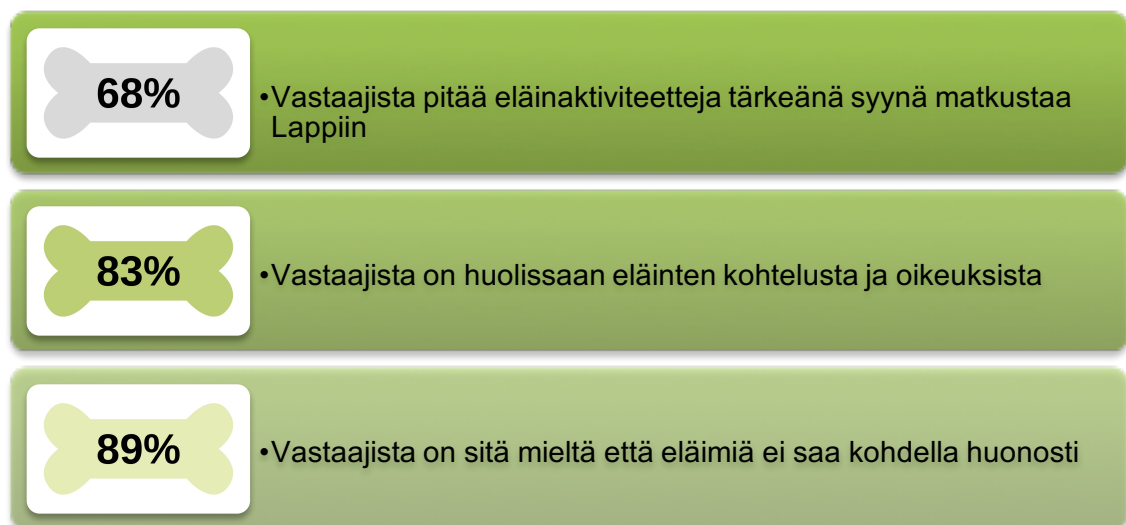 68%
•Vastaajista pitää eläinaktiviteetteja tärkeänä syynä matkustaa
Lappiin
83%
•Vastaajista on huolissaan eläinten kohtelusta ja oikeuksista
89%
•Vastaajista on sitä mieltä että eläimiä ei saa kohdella huonosti